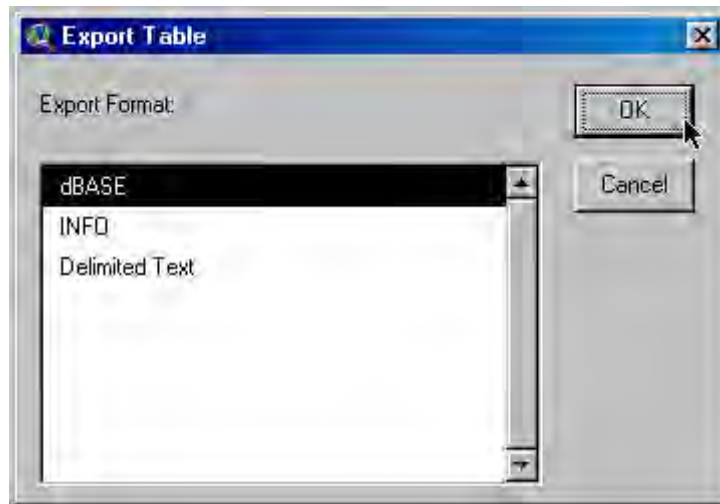 Export Table
Export Format:
OK
dBASE
Cancel
INFO
Delimited Text